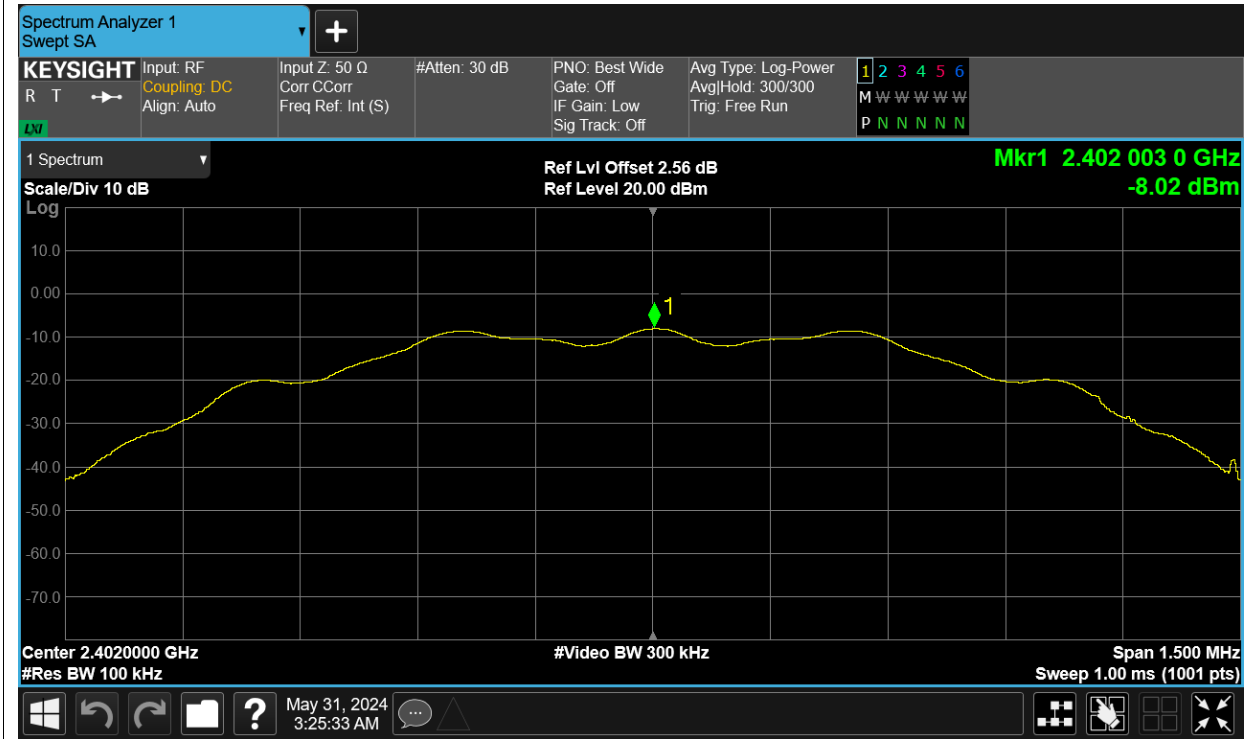 Spectrum Analyzer 1
Swept SA
+
KEYSIGHT
R T
LXI
Input: RF
Coupling: DC
Align: Auto
Input Z: 50 Ω
Corr CCorr
Freq Ref: Int (S)
#Atten: 30 dB
PNO: Best Wide
Gate: Off
IF Gain: Low
Sig Track: Off
Avg Type: Log-Power
Avg|Hold: 300/300
Trig: Free Run
1 2 3 4 5 6
M W W W W W
P N N N N N
1 Spectrum
Scale/Div 10 dB
Log
Ref Lvl Offset 2.56 dB
Ref Level 20.00 dBm
Mkr1 2.402 003 0 GHz
-8.02 dBm
10.0
0.00
-10.0
-20.0
-30.0
-40.0
-50.0
-60.0
-70.0
1
Center 2.4020000 GHz
#Video BW 300 kHz
Span 1.500 MHz
#Res BW 100 kHz
Sweep 1.00 ms (1001 pts)
?
May 31, 2024
3:25:33 AM